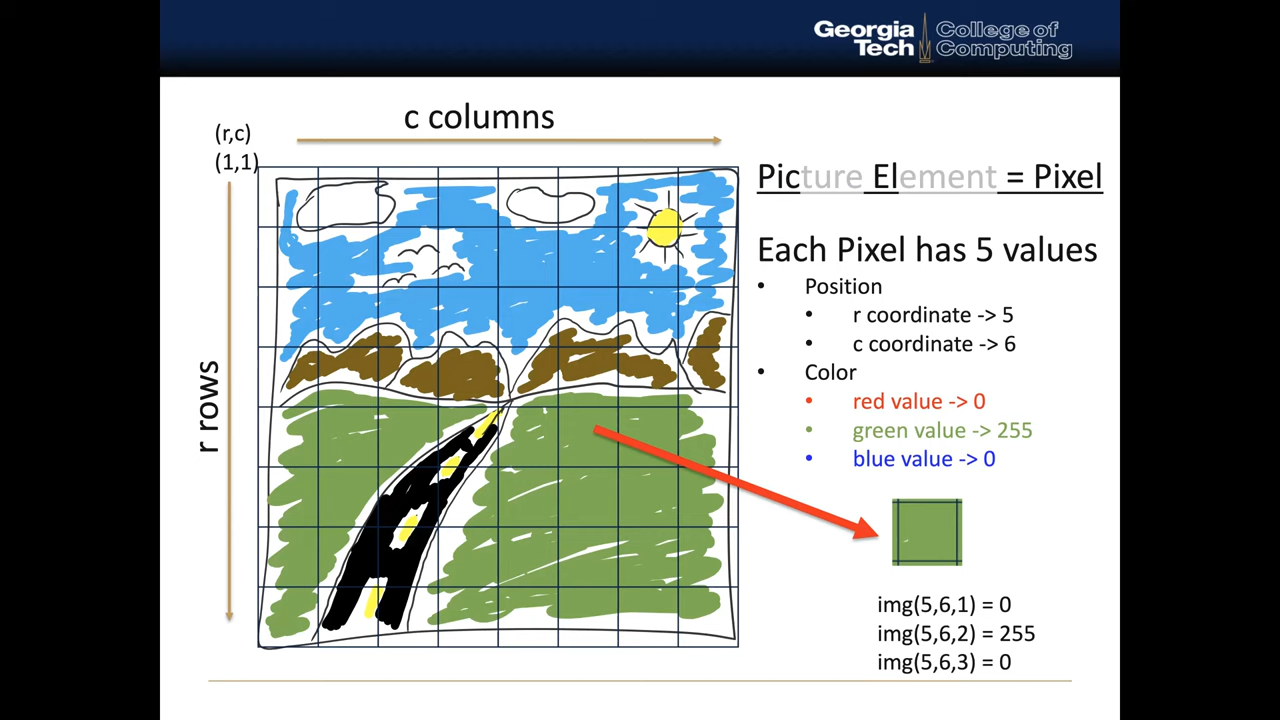 Georgia Tech
College of Computing
c columns
(r,c)
(1,1)
r rows
Picture Element = Pixel
Each Pixel has 5 values
• Position
• r coordinate -> 5
• c coordinate -> 6
• Color
• red value -> 0
• green value -> 255
• blue value -> 0
img(5,6,1) = 0
img(5,6,2) = 255
img(5,6,3) = 0